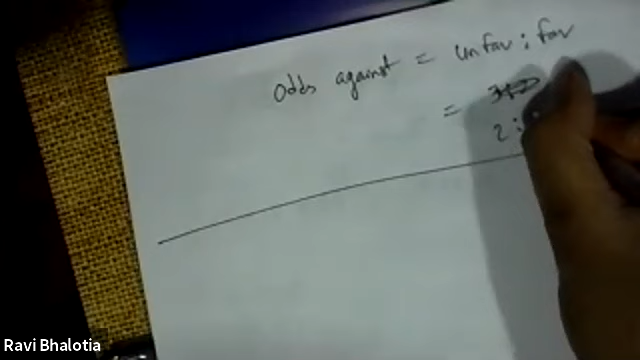 Odds against = unfav : fav
=
2 :
Ravi Bhalotia